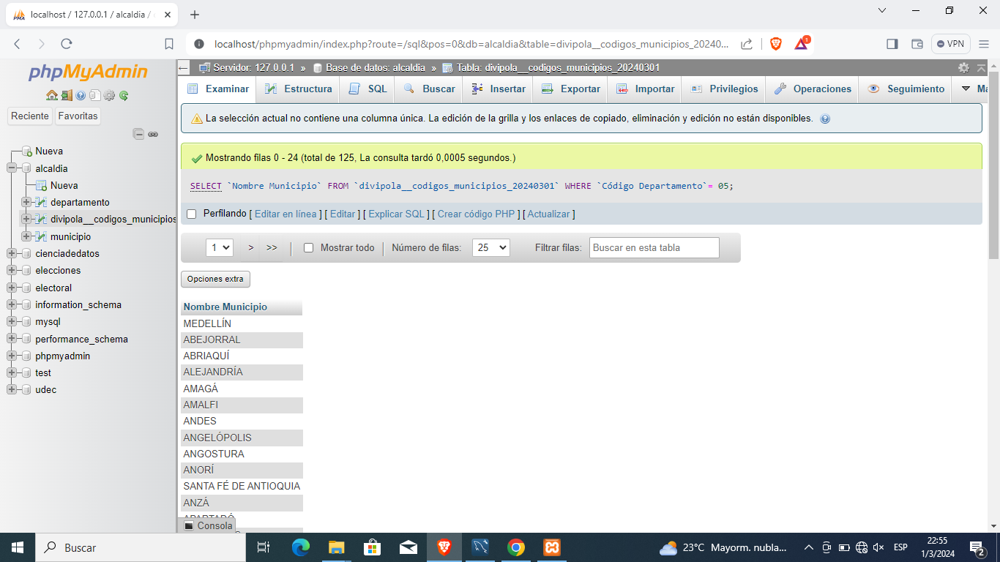 localhost / 127.0.0.1 / alcaldia /
localhost/phpmyadmin/index.php?route=/sql&pos=0&db=alcaldia&table=divipola__codigos_municipios_20240...
1
VPN
phpMyAdmin
Reciente
Favoritas
Nueva
alcaldia
Nueva
departamento
divipola__codigos_municipios
municipio
cienciadedatos
elecciones
electoral
information_schema
mysql
performance_schema
phpmyadmin
test
udec
Servidor: 127.0.0.1 » Base de datos: alcaldia » Tabla: divipola__codigos_municipios_20240301
Examinar
Estructura
SQL
Buscar
Insertar
Exportar
Importar
Privilegios
Operaciones
Seguimiento
Má
La selección actual no contiene una columna única. La edición de la grilla y los enlaces de copiado, eliminación y edición no están disponibles.
Mostrando filas 0 - 24 (total de 125, La consulta tardó 0,0005 segundos.)
SELECT `Nombre Municipio` FROM `divipola__codigos_municipios_20240301` WHERE `Código Departamento`= 05;
Perfilando [ Editar en línea ] [ Editar ] [ Explicar SQL ] [ Crear código PHP ] [ Actualizar ]
1 > >> | Mostrar todo | Número de filas: 25 Filtrar filas: Buscar en esta tabla
Opciones extra
Nombre Municipio
MEDELLÍN
ABEJORRAL
ABRIAQUÍ
ALEJANDRÍA
AMAGÁ
AMALFI
ANDES
ANGELÓPOLIS
ANGOSTURA
ANORÍ
SANTA FÉ DE ANTIOQUIA
ANZÁ
APARTADÓ
Consola
Buscar
23°C Mayorm. nubla...
ESP
22:55
1/3/2024
2